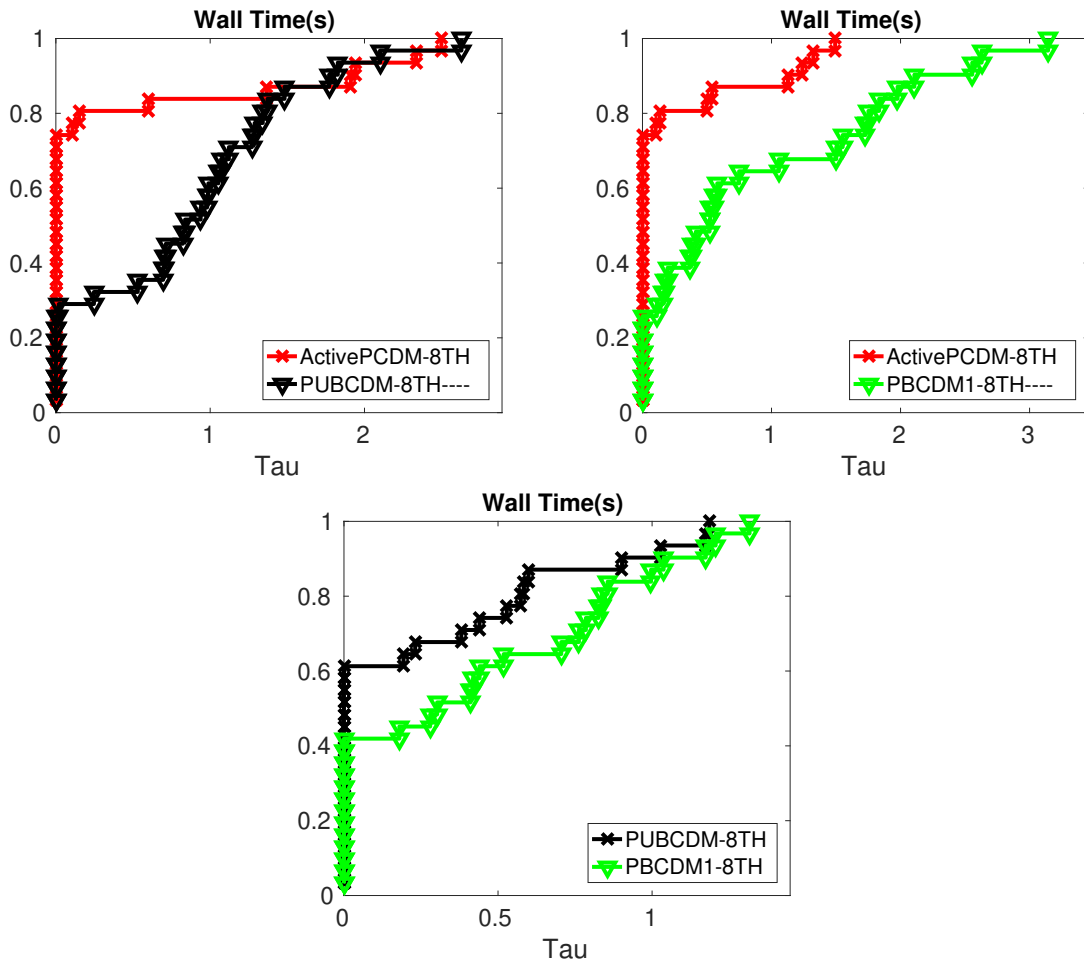 Wall Time(s)
1
0.8
0.6
0.4
0.2
0
0 1 2
Tau
ActivePCDM-8TH
PUBCDM-8TH----
Wall Time(s)
1
0.8
0.6
0.4
0.2
0
0 1 2 3
Tau
ActivePCDM-8TH
PBCDM1-8TH----
Wall Time(s)
1
0.8
0.6
0.4
0.2
0
0 0.5 1
Tau
PUBCDM-8TH
PBCDM1-8TH